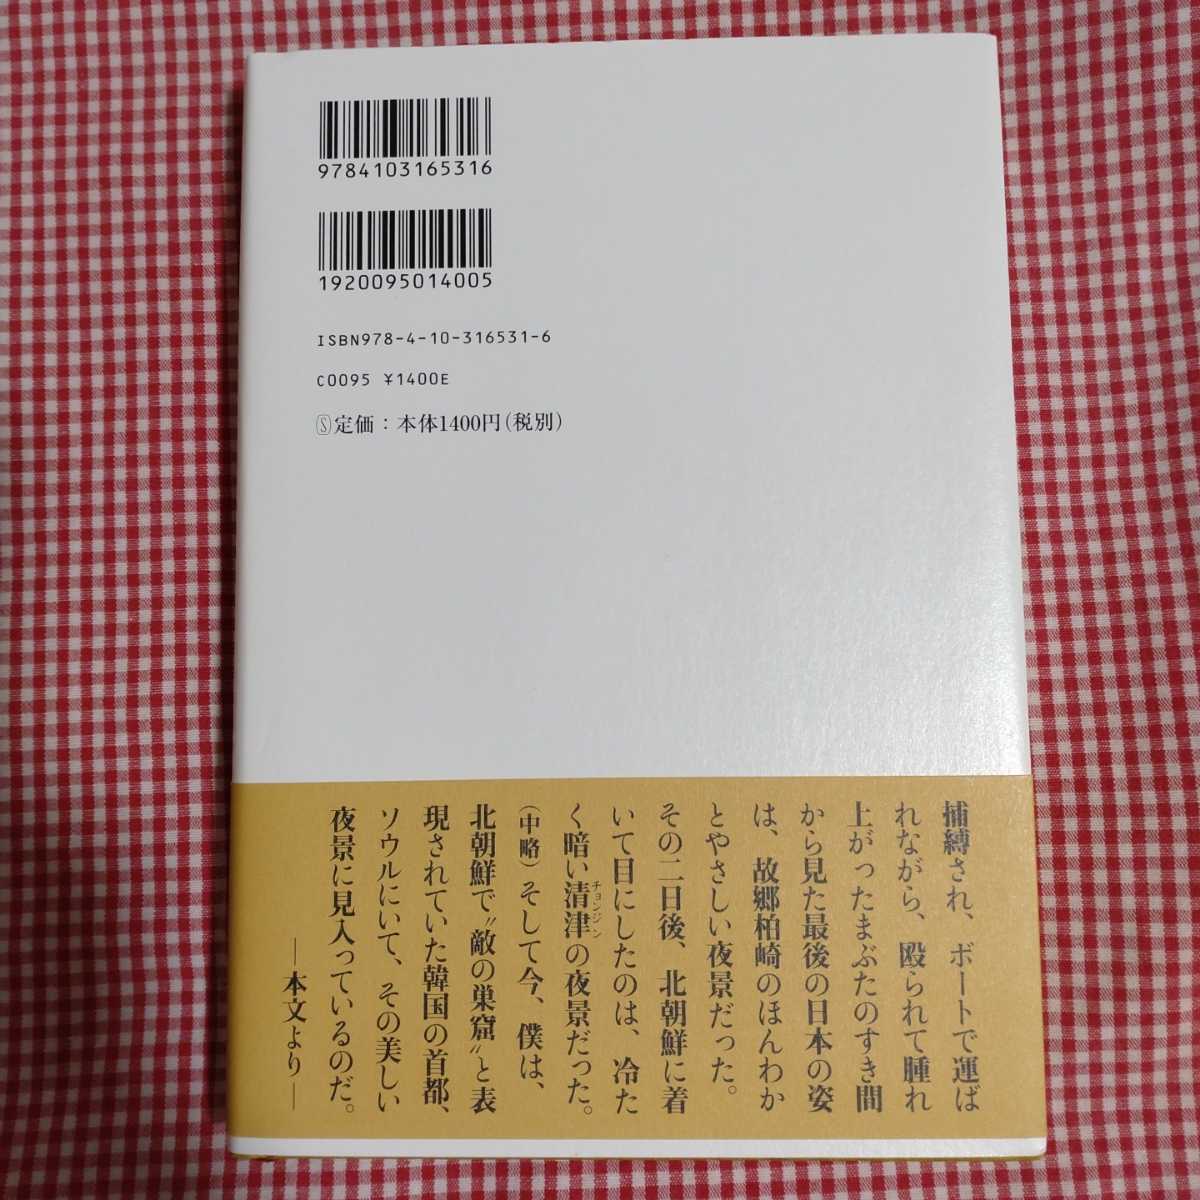 9784103165316
1920095014005
ISBN978-4-10-316531-6
C0095 ¥1400E
Ⓢ定価：本体1400円（税別）
捕縛され、ボートで運ば
れながら、殴られて腫れ
上がったまぶたのすき間
から見た最後の日本の姿
は、故郷柏崎のほんわか
とやさしい夜景だった。
その二日後、北朝鮮に着
いて目にしたのは、冷た
く暗い清津の夜景だった。
チョンジン
（中略）そして今、僕は、
北朝鮮で〝敵の巣窟〟と表
現されていた韓国の首都、
ソウルにいて、その美しい
夜景に見入っているのだ。
―本文より―